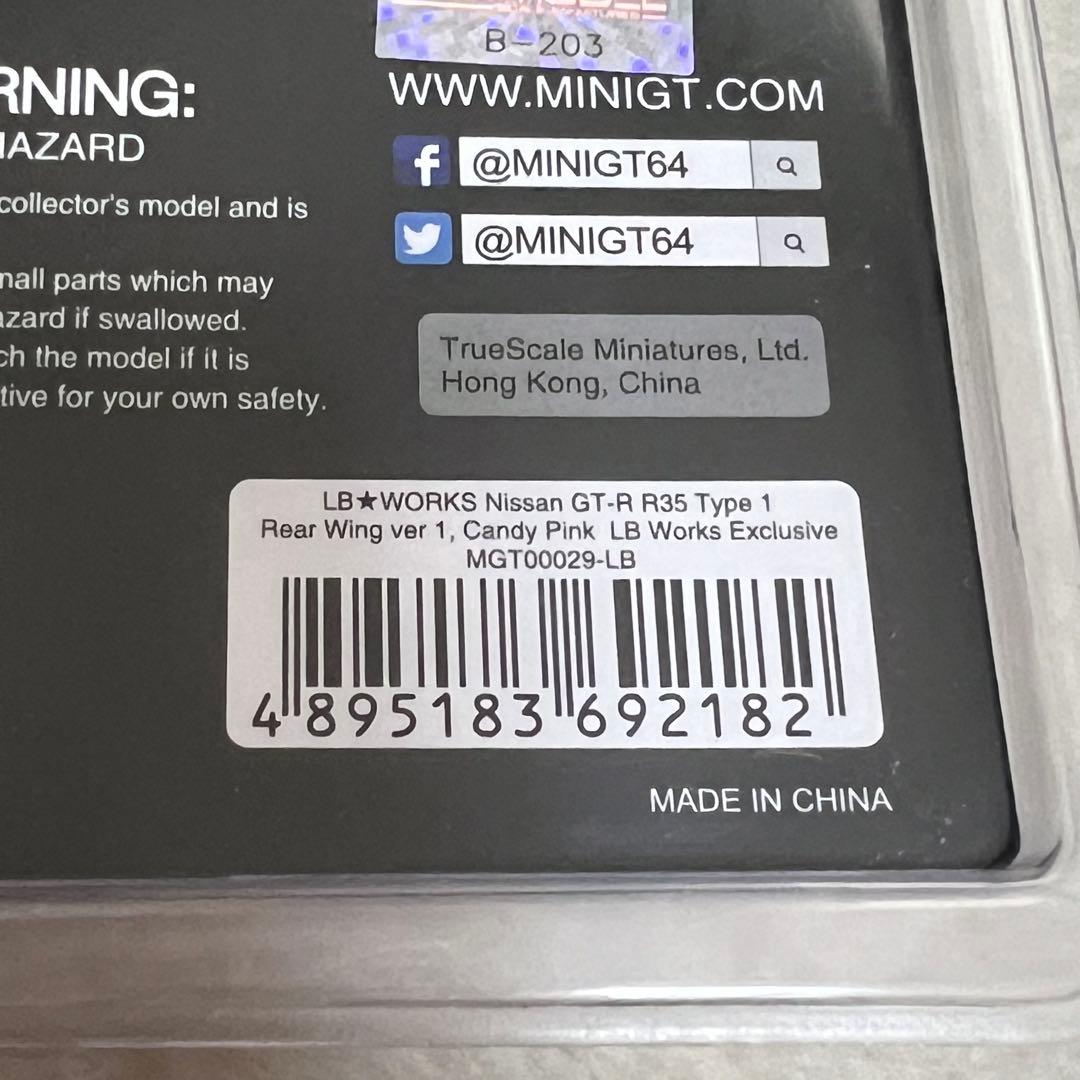 B-203
WWW.MINIGT.COM
@MINIGT64
@MINIGT64
RNING:
HAZARD
collector's model and is
mall parts which may
azard if swallowed.
ch the model if it is
tive for your own safety.
TrueScale Miniatures, Ltd.
Hong Kong, China
LB★WORKS Nissan GT-R R35 Type 1
Rear Wing ver 1, Candy Pink LB Works Exclusive
MGT00029-LB
4 895183 692182
MADE IN CHINA